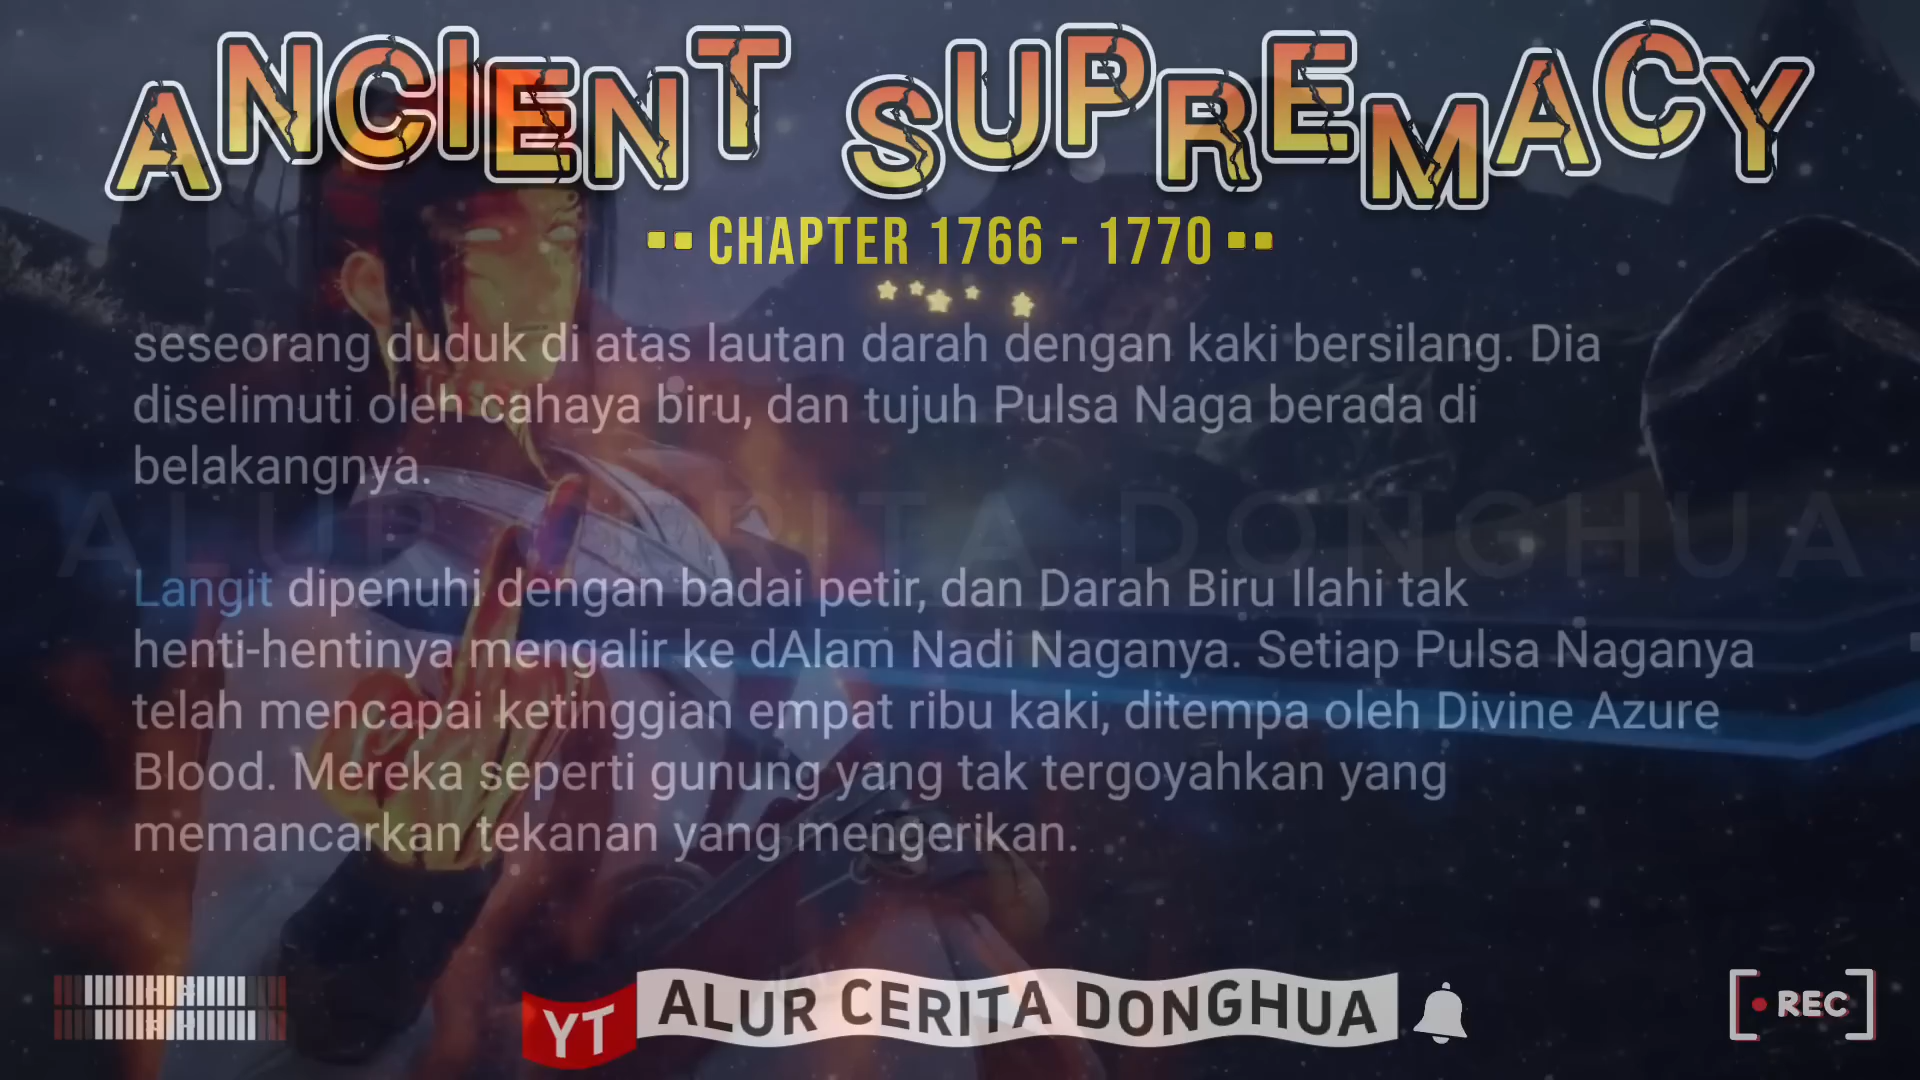 ANCIENT SUPREMACY
CHAPTER 1766 - 1770
seseorang duduk di atas lautan darah dengan kaki bersilang. Dia
diselimuti oleh cahaya biru, dan tujuh Pulsa Naga berada di
belakangnya.
ALUR CERITA DONGHUA
Langit dipenuhi dengan badai petir, dan Darah Biru Ilahi tak
henti-hentinya mengalir ke dAlam Nadi Naganya. Setiap Pulsa Naganya
telah mencapai ketinggian empat ribu kaki, ditempa oleh Divine Azure
Blood. Mereka seperti gunung yang tak tergoyahkan yang
memancarkan tekanan yang mengerikan.
YT ALUR CERITA DONGHUA
REC